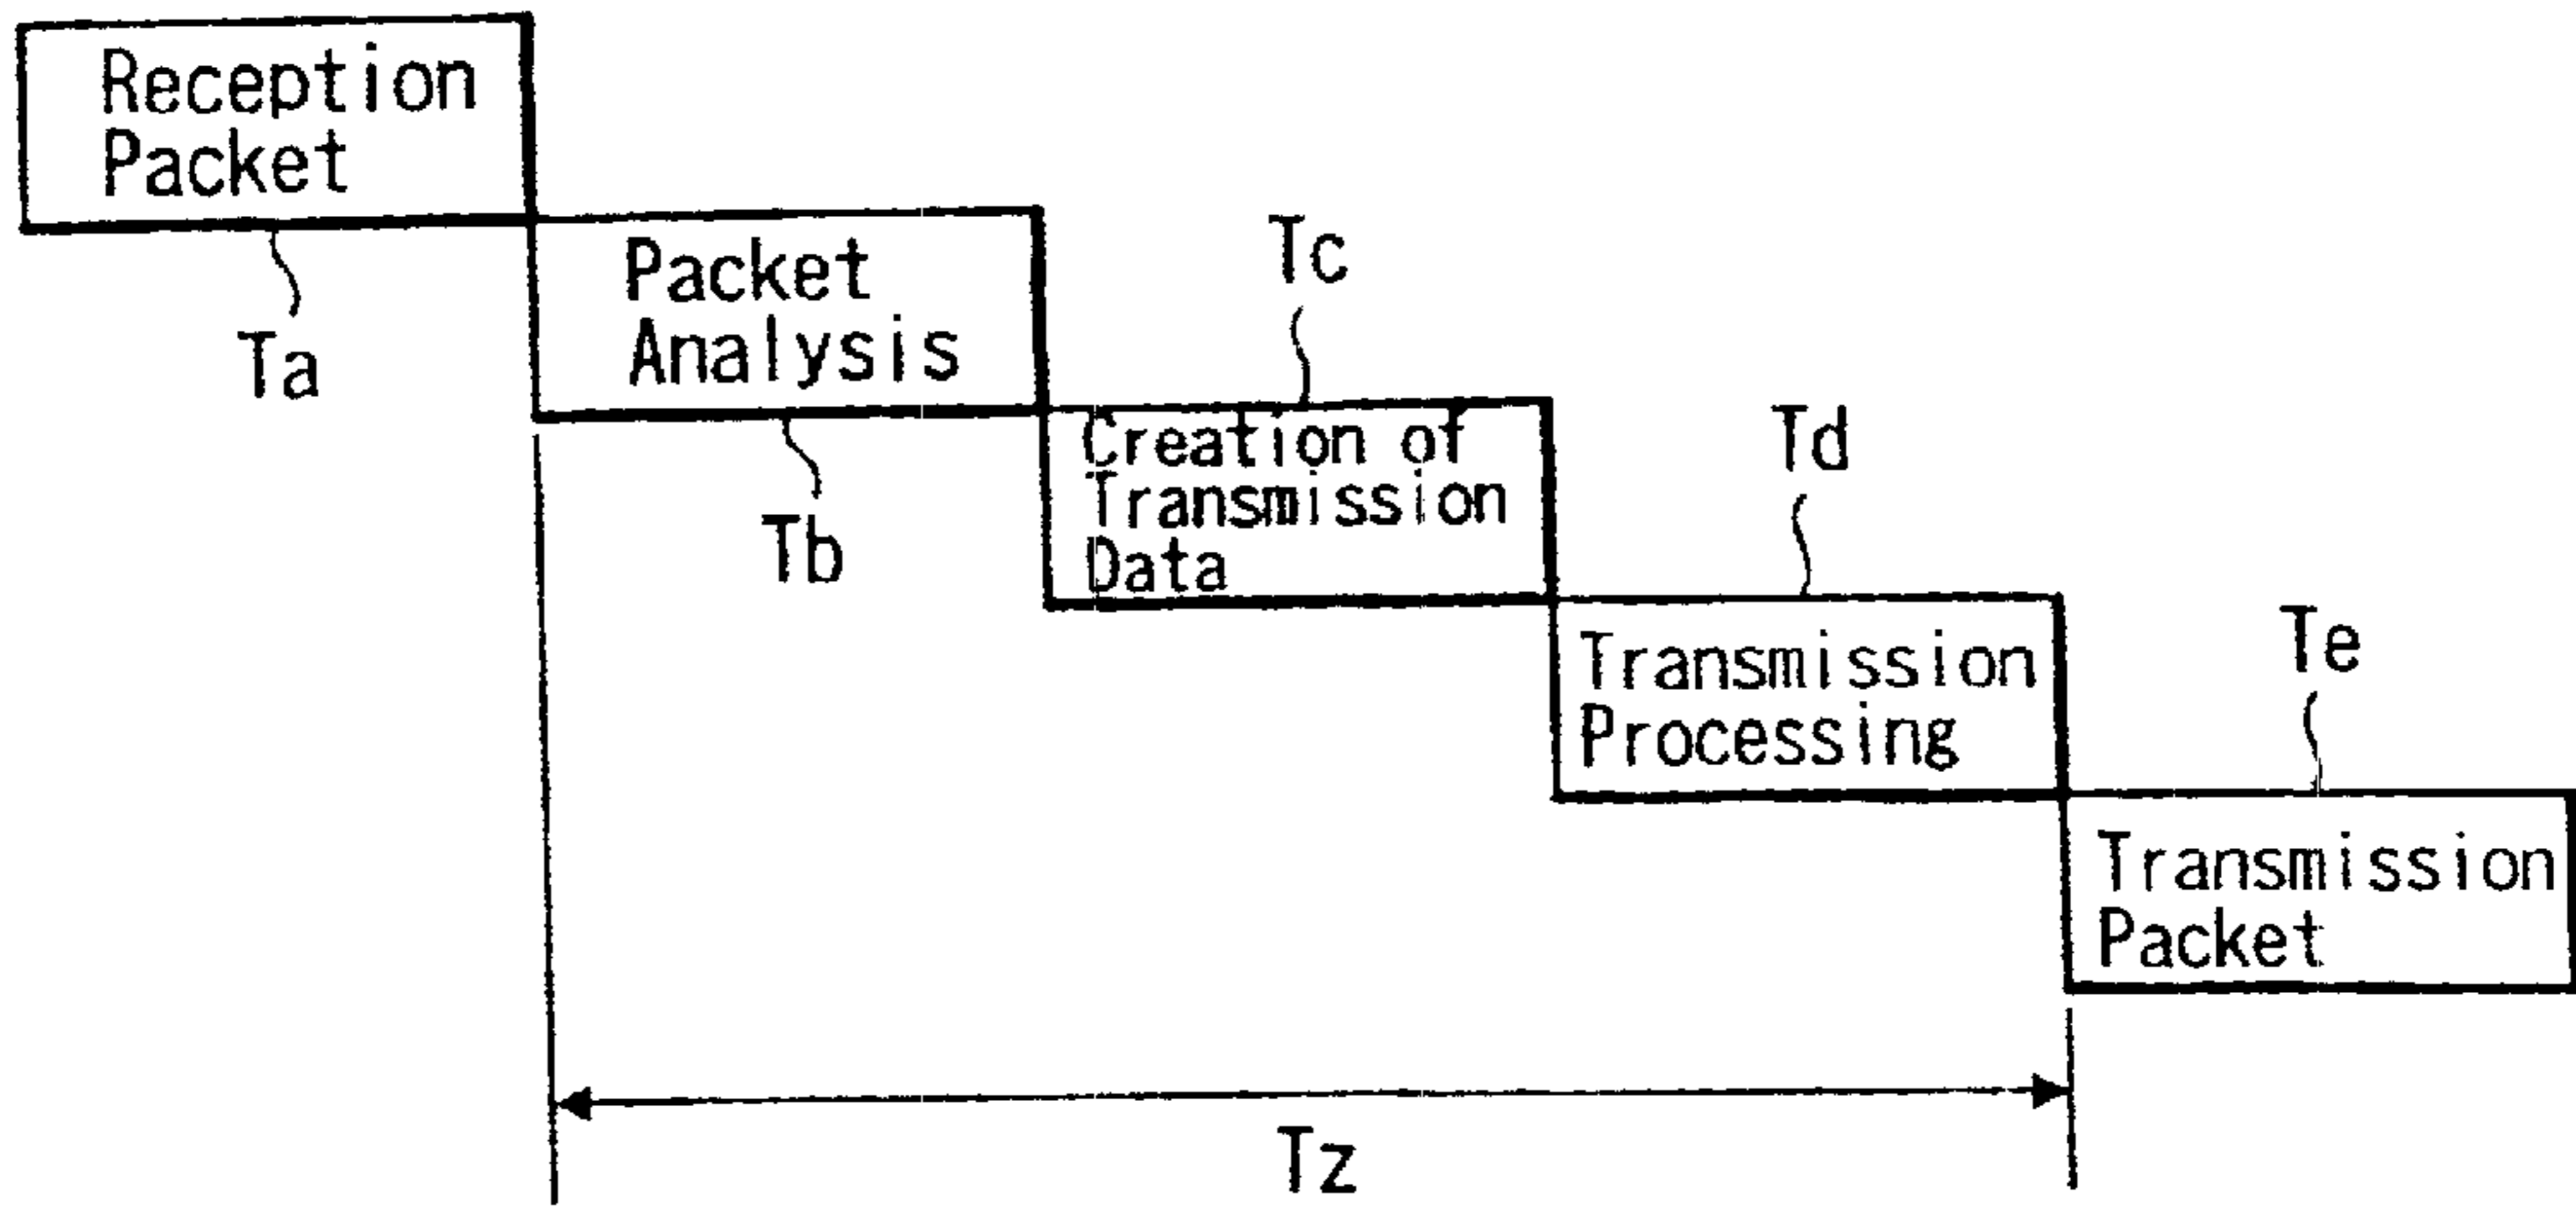 Reception
Packet
Ta
Packet
Analysis
Tb
Tc
Creation of
Transmission
Data
Td
Transmission
Processing
Te
Transmission
Packet
Tz